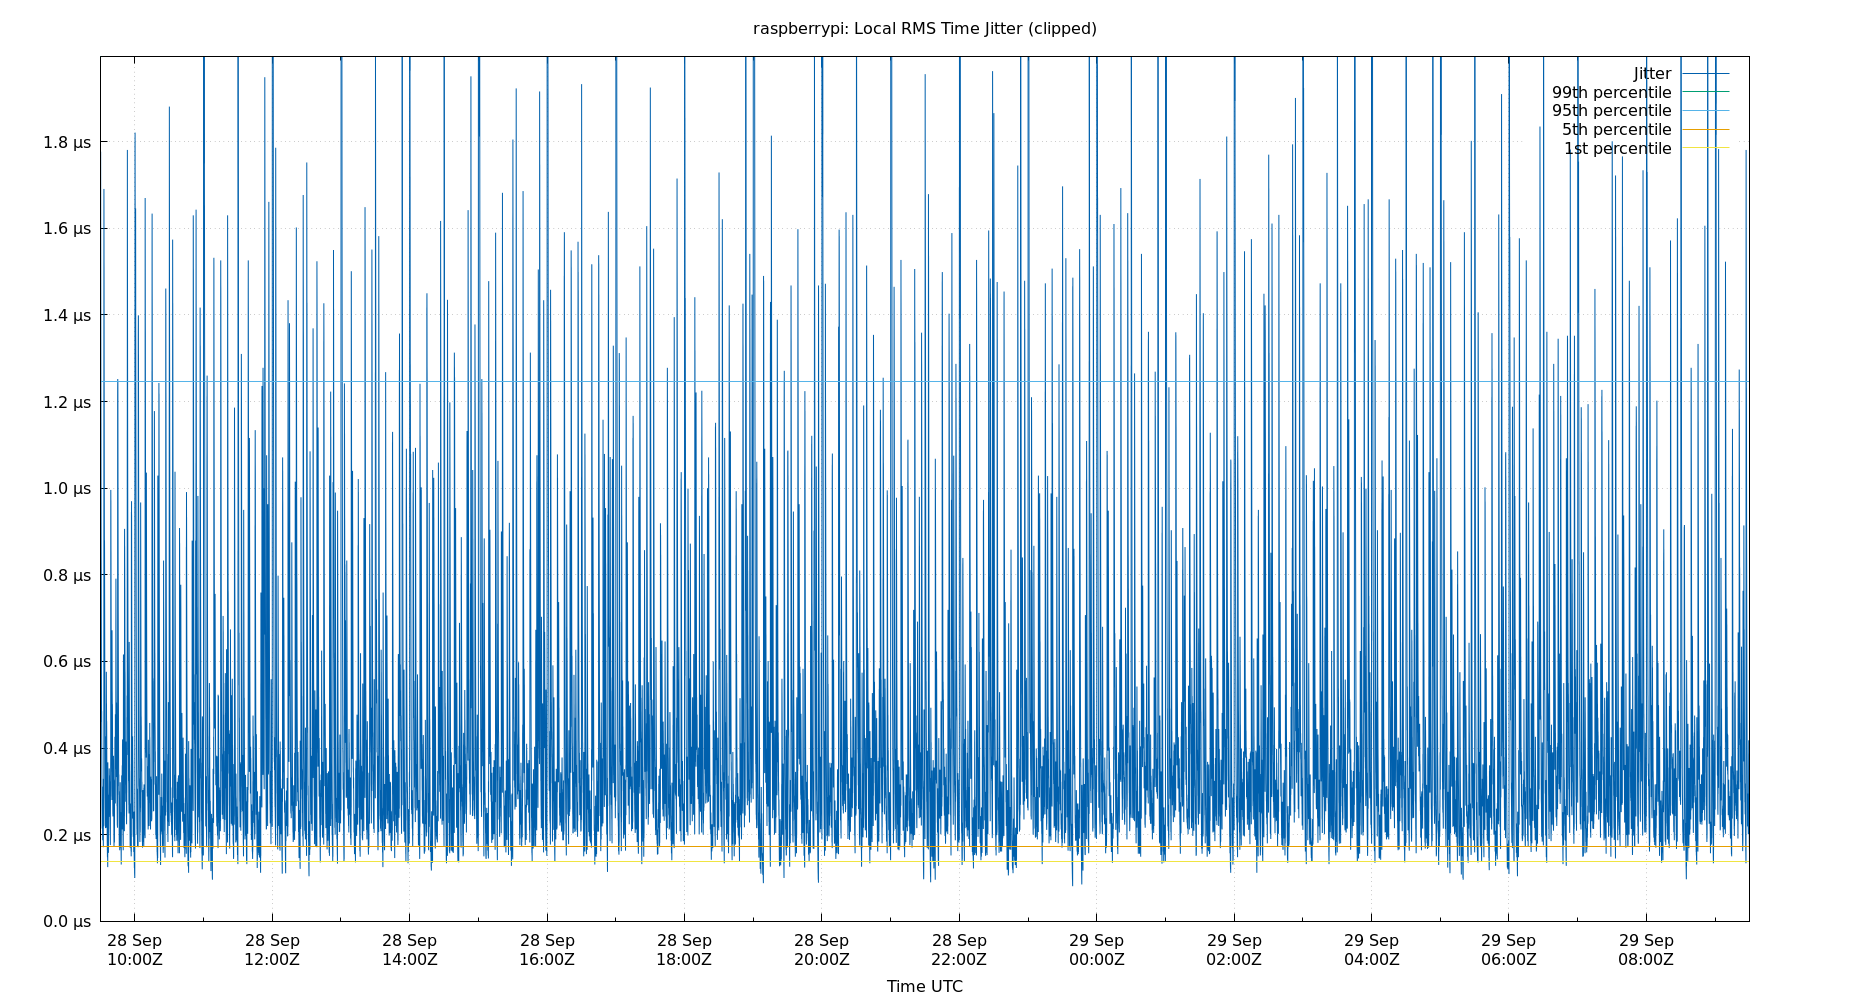 raspberrypi: Local RMS Time Jitter (clipped)
Jitter
99th percentile
95th percentile
5th percentile
1st percentile
1.8 µs
1.6 µs
1.4 µs
1.2 µs
1.0 µs
0.8 µs
0.6 µs
0.4 µs
0.2 µs
0.0 µs
28 Sep 28 Sep 28 Sep 28 Sep 28 Sep 28 Sep 28 Sep 29 Sep 29 Sep 29 Sep 29 Sep 29 Sep
10:00Z 12:00Z 14:00Z 16:00Z 18:00Z 20:00Z 22:00Z 00:00Z 02:00Z 04:00Z 06:00Z 08:00Z
Time UTC